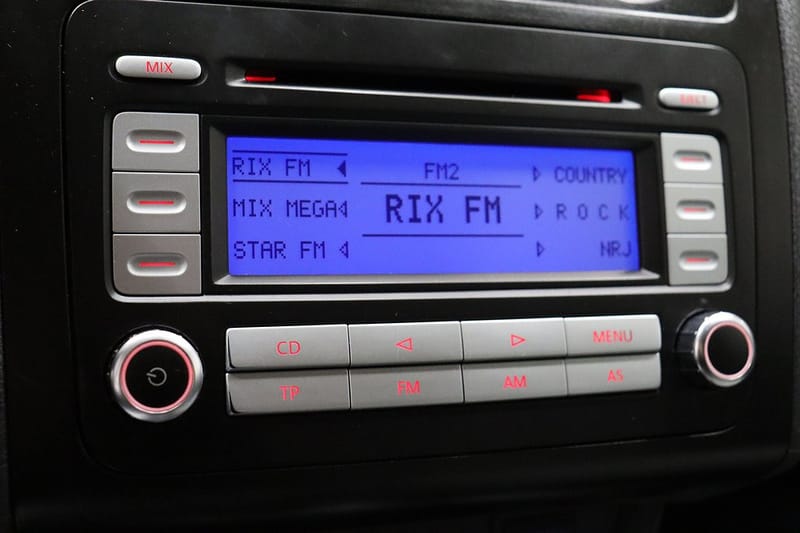 MIX
RIX FM
FM2
COUNTRY
MIX MEGA
RIX FM
ROCK
STAR FM
NRJ
CD
MENU
TP
FM
AM
AS